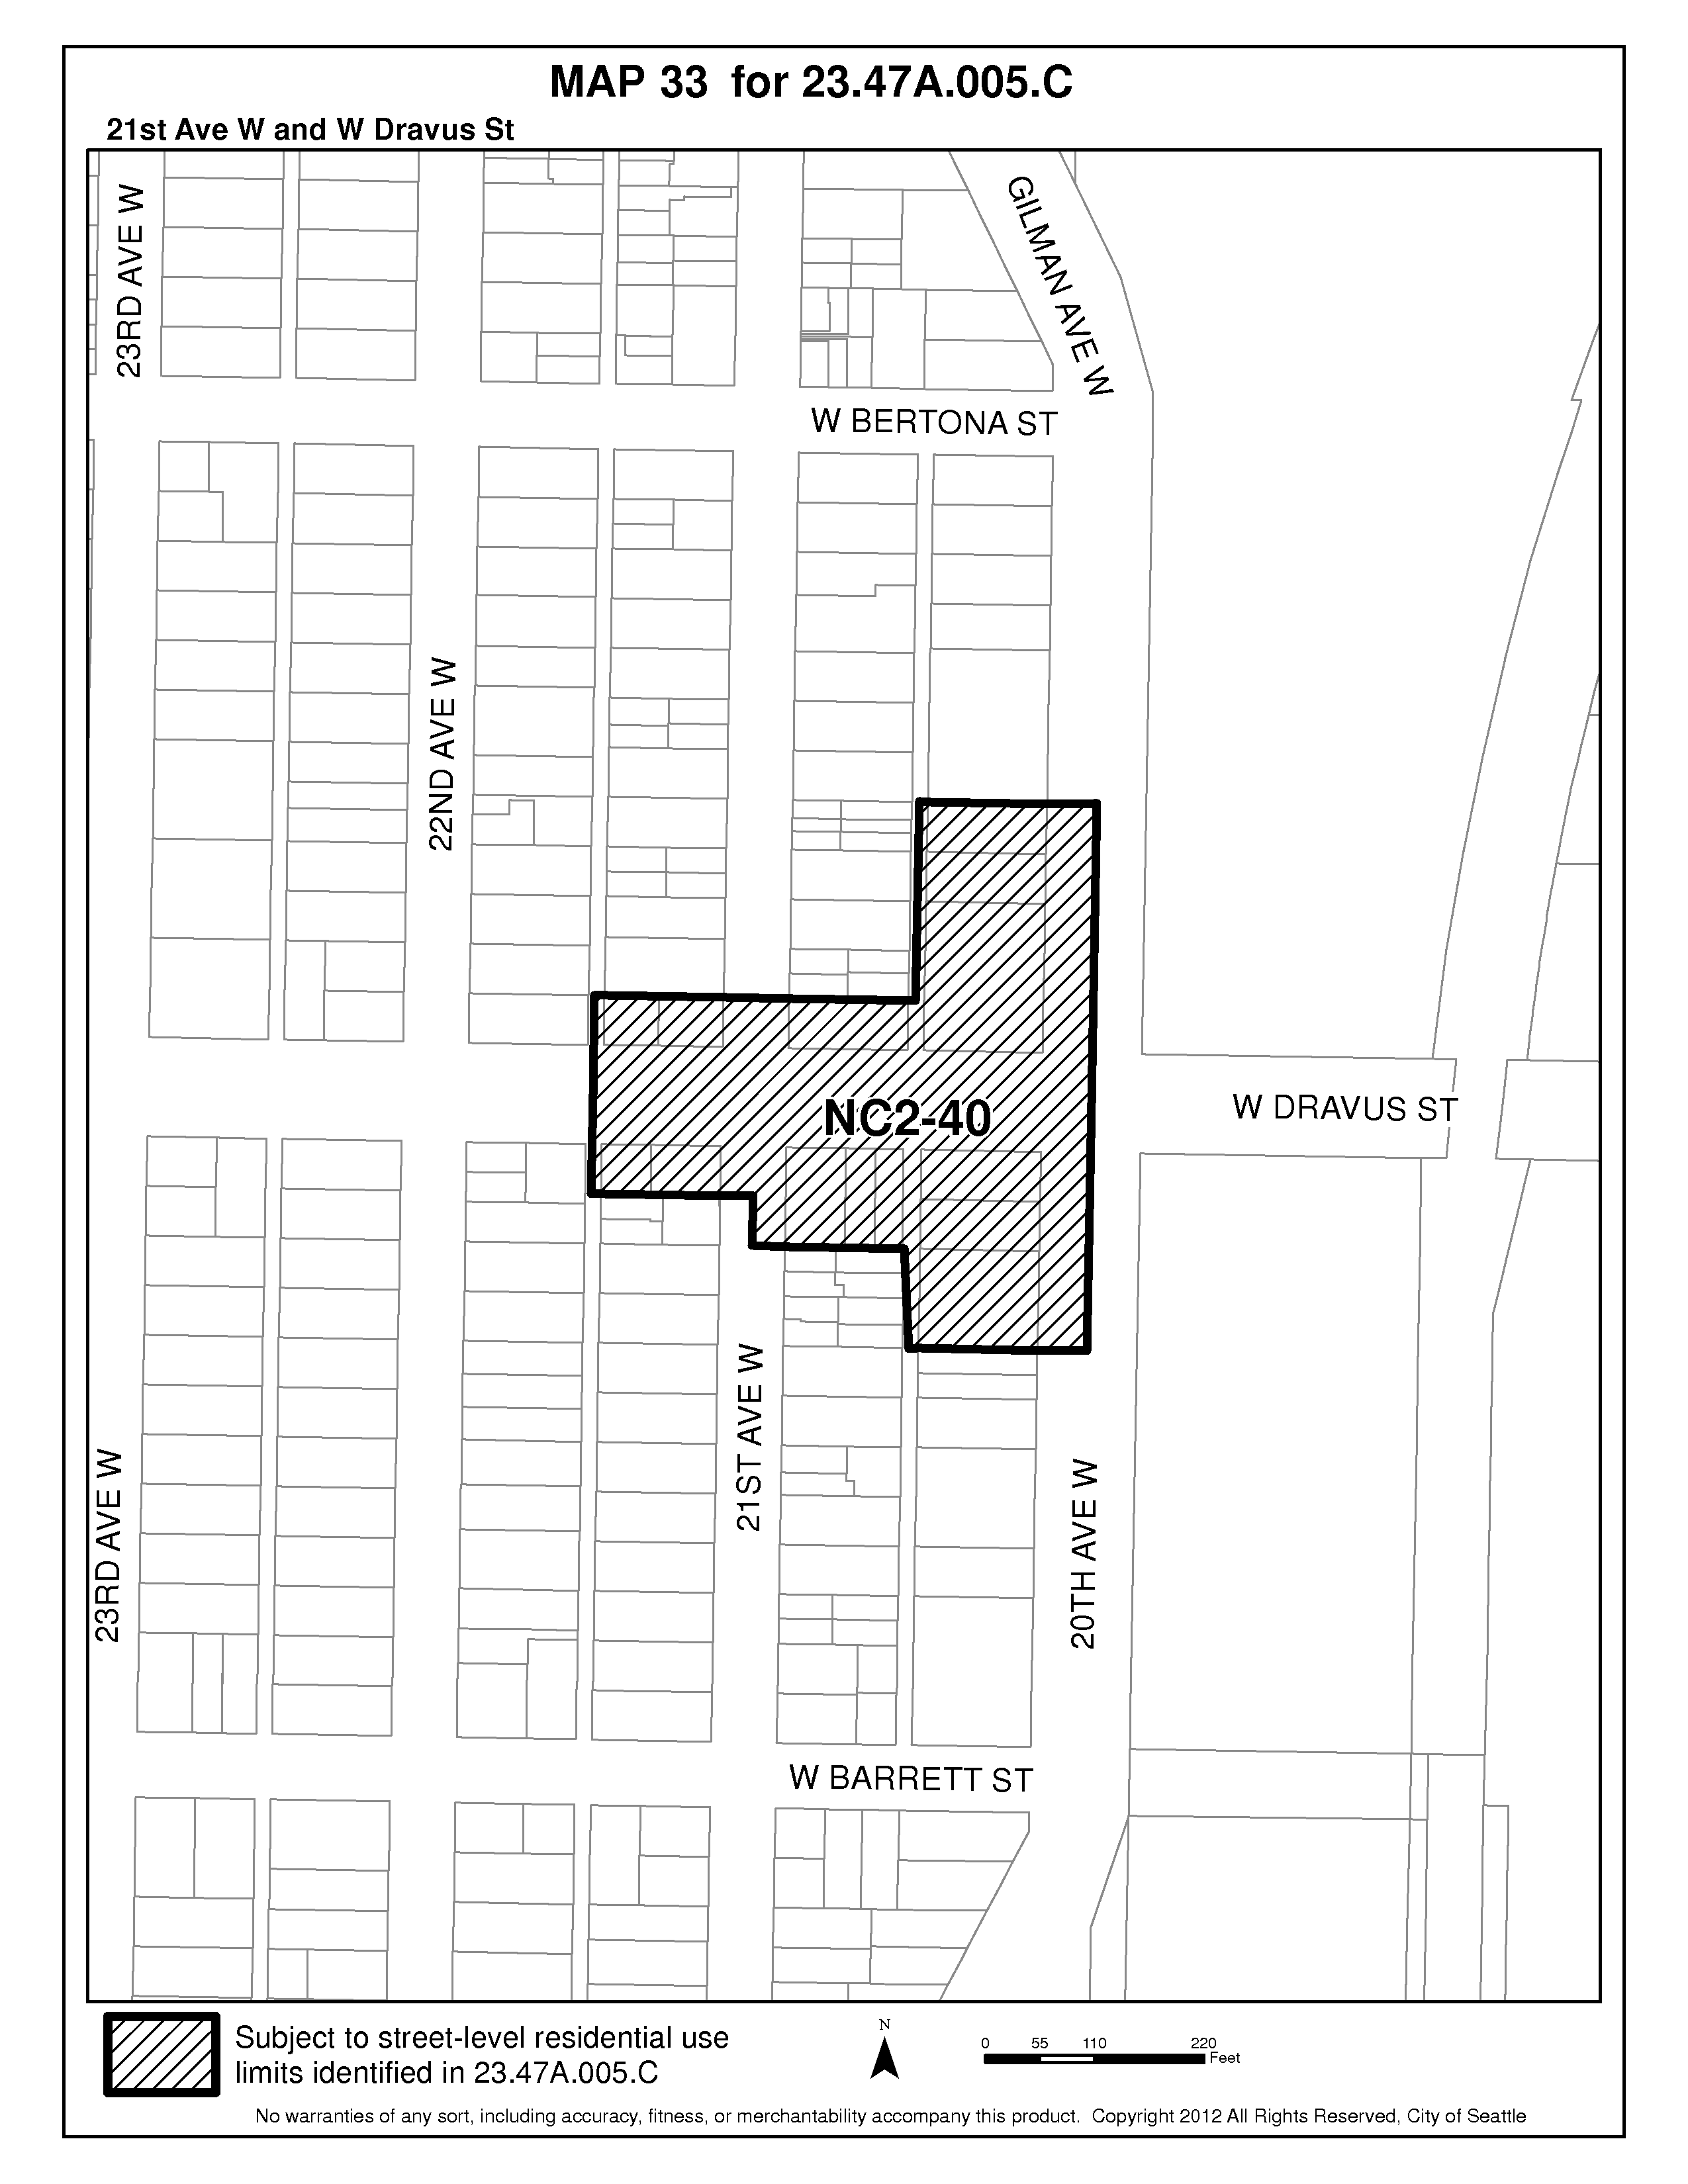 MAP 33 for 23.47A.005.C
21st Ave W and W Dravus St
23RD AVE W
GILMAN AVE W
W BERTONA ST
22ND AVE W
NC2-40
W DRAVUS ST
21ST AVE W
23RD AVE W
20TH AVE W
W BARRETT ST
Subject to street-level residential use
limits identified in 23.47A.005.C
N
0 55 110 220
Feet
No warranties of any sort, including accuracy, fitness, or merchantability accompany this product. Copyright 2012 All Rights Reserved, City of Seattle